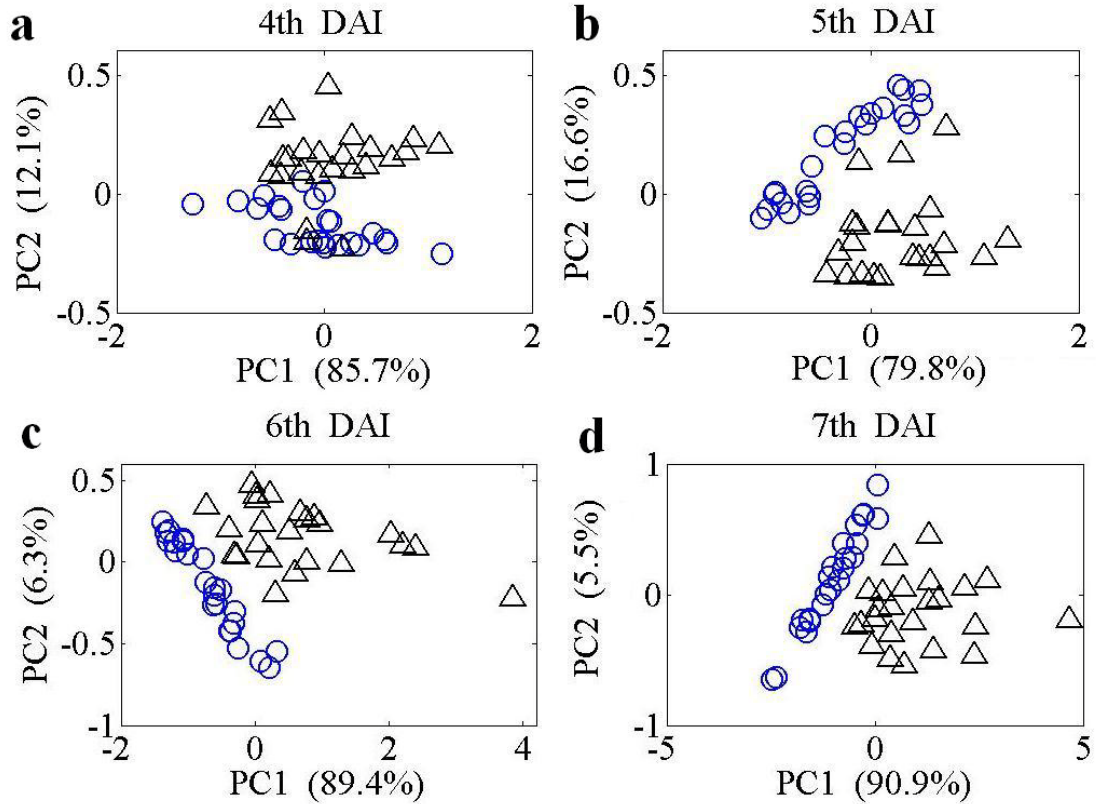 a
4th DAI
PC2 (12.1%)
0.5
0
-0.5
-2
0
2
PC1 (85.7%)
b
5th DAI
PC2 (16.6%)
0.5
0
-0.5
-2
0
2
PC1 (79.8%)
c
6th DAI
PC2 (6.3%)
0.5
0
-0.5
-1
-2
0
2
4
PC1 (89.4%)
d
7th DAI
PC2 (5.5%)
1
0
-1
-5
0
5
PC1 (90.9%)